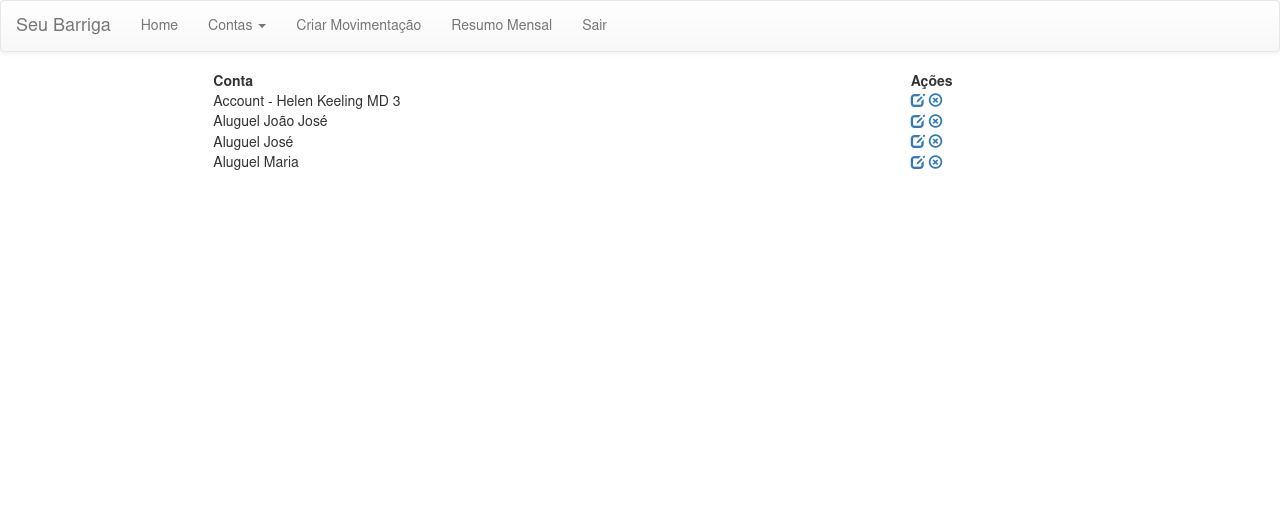 Seu Barriga Home Contas Criar Movimentação Resumo Mensal Sair
Conta Ações
Account - Helen Keeling MD 3
Aluguel João José
Aluguel José
Aluguel Maria